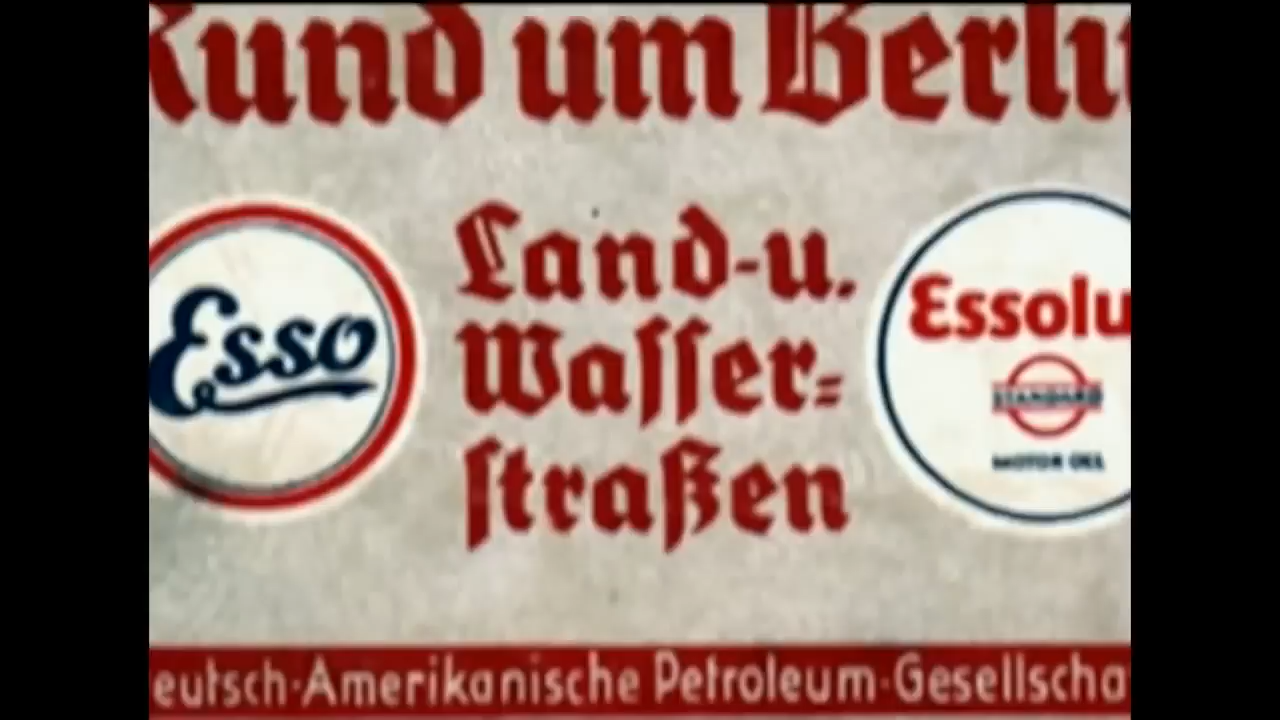 Rund um Berlin
Esso
Land-u.
Wasser=
straßen
Essolu
STANDARD
MOTOR OEL
eutsch-Amerikanische Petroleum-Gesellscha